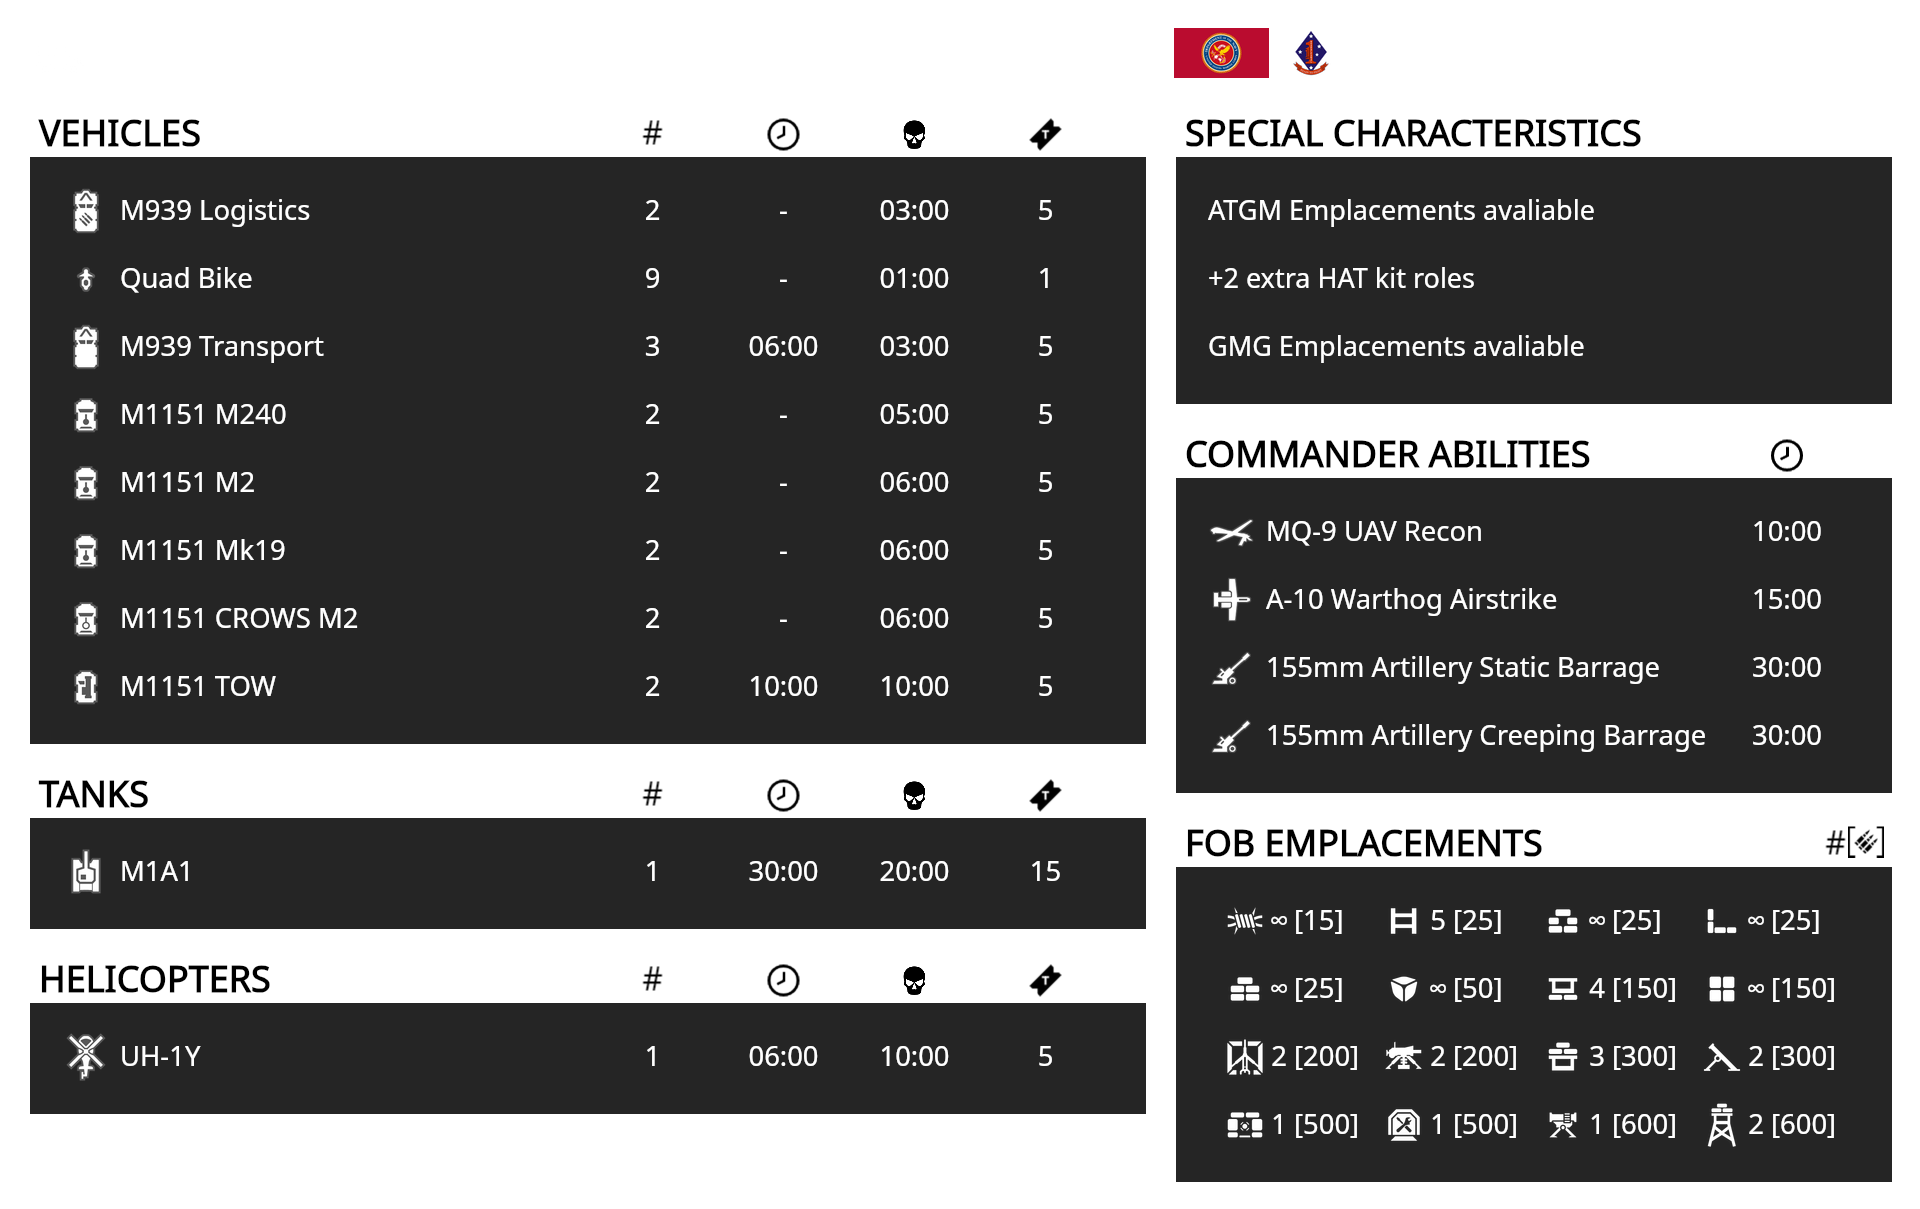 VEHICLES #
M939 Logistics 2 - 03:00 5
Quad Bike 9 - 01:00 1
M939 Transport 3 06:00 03:00 5
M1151 M240 2 - 05:00 5
M1151 M2 2 - 06:00 5
M1151 Mk19 2 - 06:00 5
M1151 CROWS M2 2 - 06:00 5
M1151 TOW 2 10:00 10:00 5
TANKS #
M1A1 1 30:00 20:00 15
HELICOPTERS #
UH-1Y 1 06:00 10:00 5
SPECIAL CHARACTERISTICS
ATGM Emplacements avaliable
+2 extra HAT kit roles
GMG Emplacements avaliable
COMMANDER ABILITIES
MQ-9 UAV Recon 10:00
A-10 Warthog Airstrike 15:00
155mm Artillery Static Barrage 30:00
155mm Artillery Creeping Barrage 30:00
FOB EMPLACEMENTS #[]
∞ [15] 5 [25] ∞ [25] ∞ [25]
∞ [25] ∞ [50] 4 [150] ∞ [150]
2 [200] 2 [200] 3 [300] 2 [300]
1 [500] 1 [500] 1 [600] 2 [600]